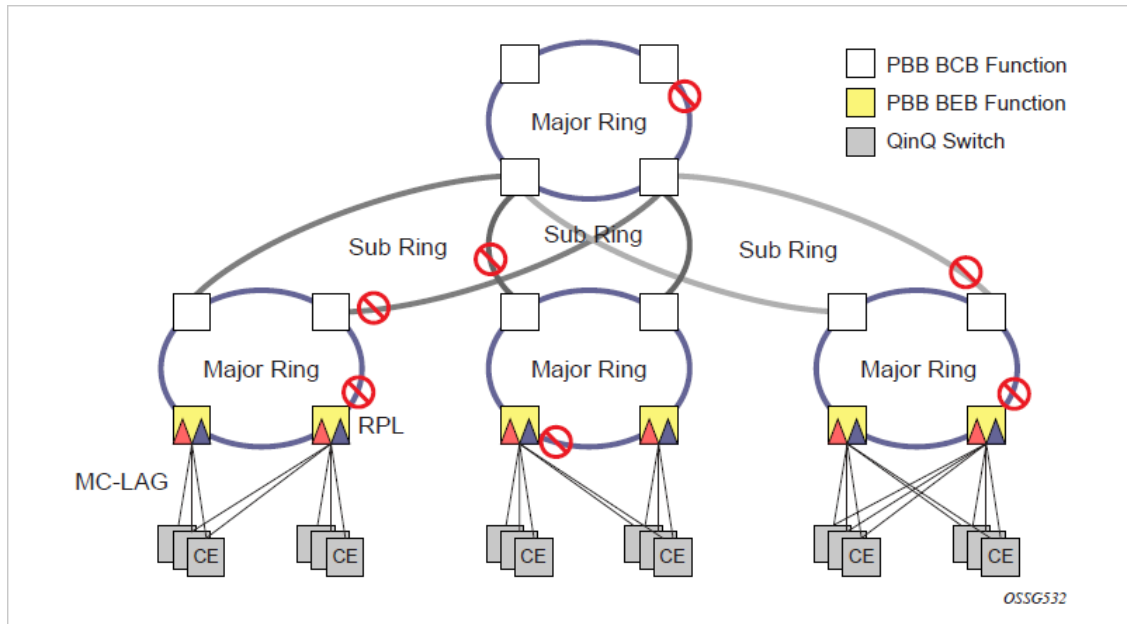 PBB BCB Function
PBB BEB Function
QinQ Switch
Major Ring
Sub Ring
Sub Ring
Sub Ring
Major Ring
Major Ring
Major Ring
RPL
MC-LAG
CE
CE
CE
CE
CE
CE
OSSG532